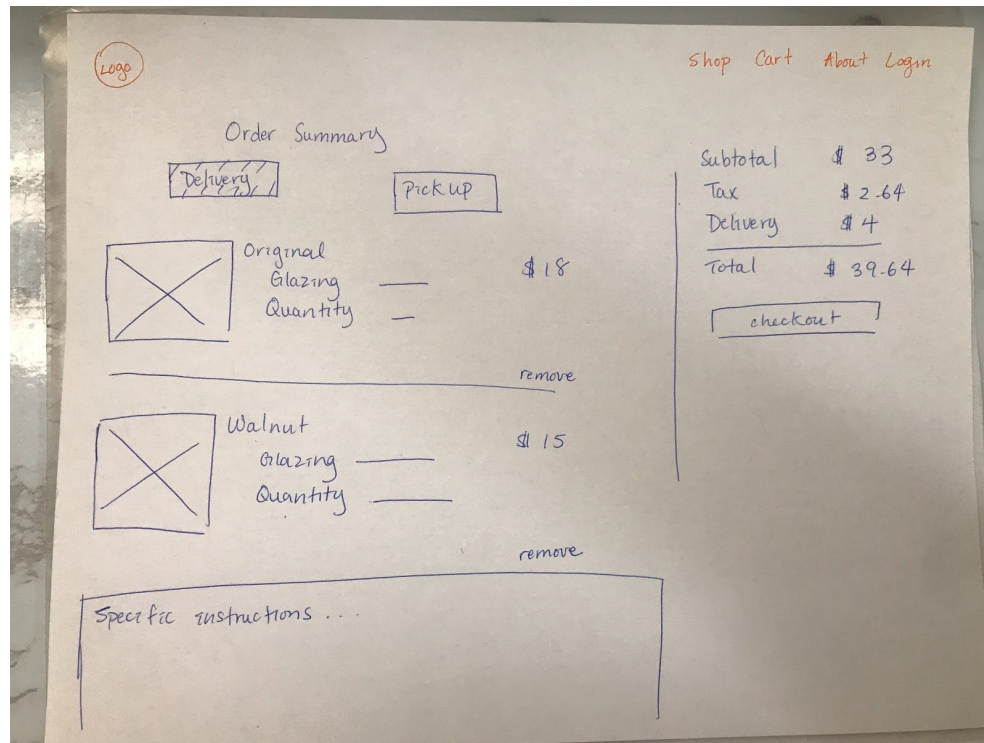 Logo
Shop Cart About Login
Order Summary
Delivery
Pick up
Original
Glazing
Quantity
$18
remove
Walnut
Glazing
Quantity
$15
remove
Specific instructions ...
Subtotal $ 33
Tax $ 2.64
Delivery $ 4
Total $ 39.64
checkout